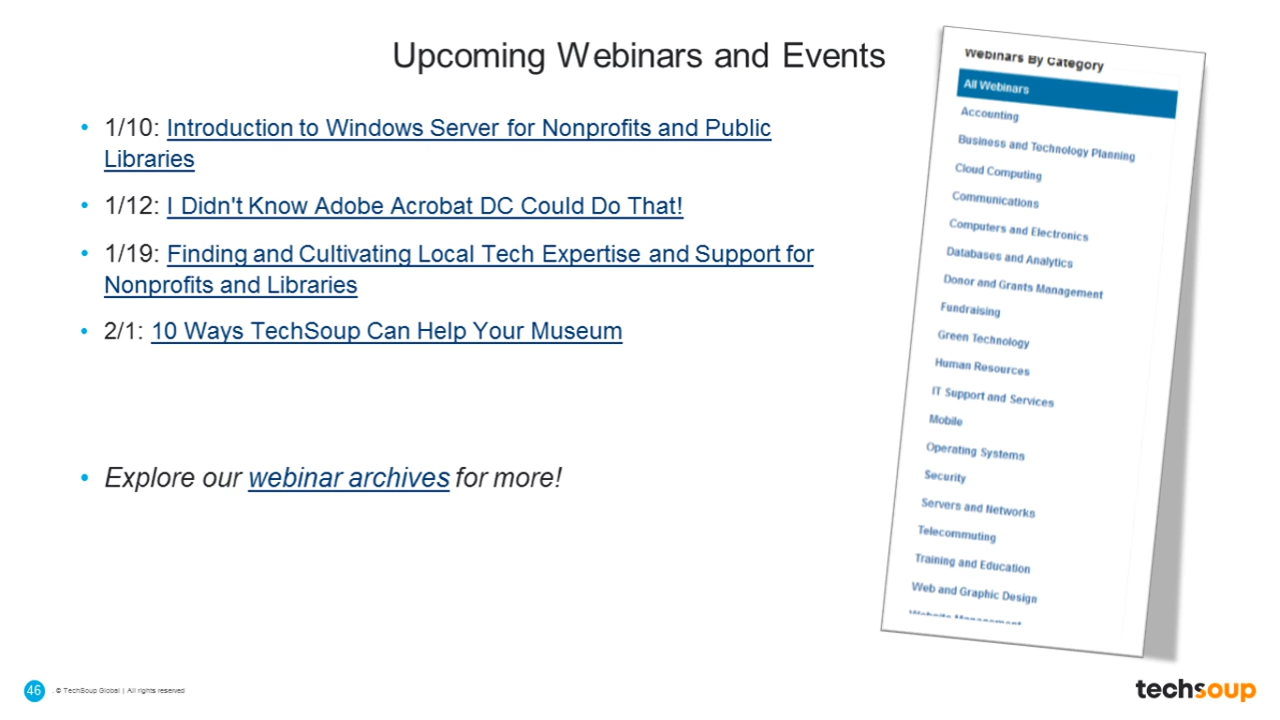 Upcoming Webinars and Events
• 1/10: Introduction to Windows Server for Nonprofits and Public
Libraries
• 1/12: I Didn't Know Adobe Acrobat DC Could Do That!
• 1/19: Finding and Cultivating Local Tech Expertise and Support for
Nonprofits and Libraries
• 2/1: 10 Ways TechSoup Can Help Your Museum
• Explore our webinar archives for more!
Webinars By Category
All Webinars
Accounting
Business and Technology Planning
Cloud Computing
Communications
Computers and Electronics
Databases and Analytics
Donor and Grants Management
Fundraising
Green Technology
Human Resources
IT Support and Services
Mobile
Operating Systems
Security
Servers and Networks
Telecommuting
Training and Education
Web and Graphic Design
Website Management
46
. © TechSoup Global | All rights reserved
techsoup